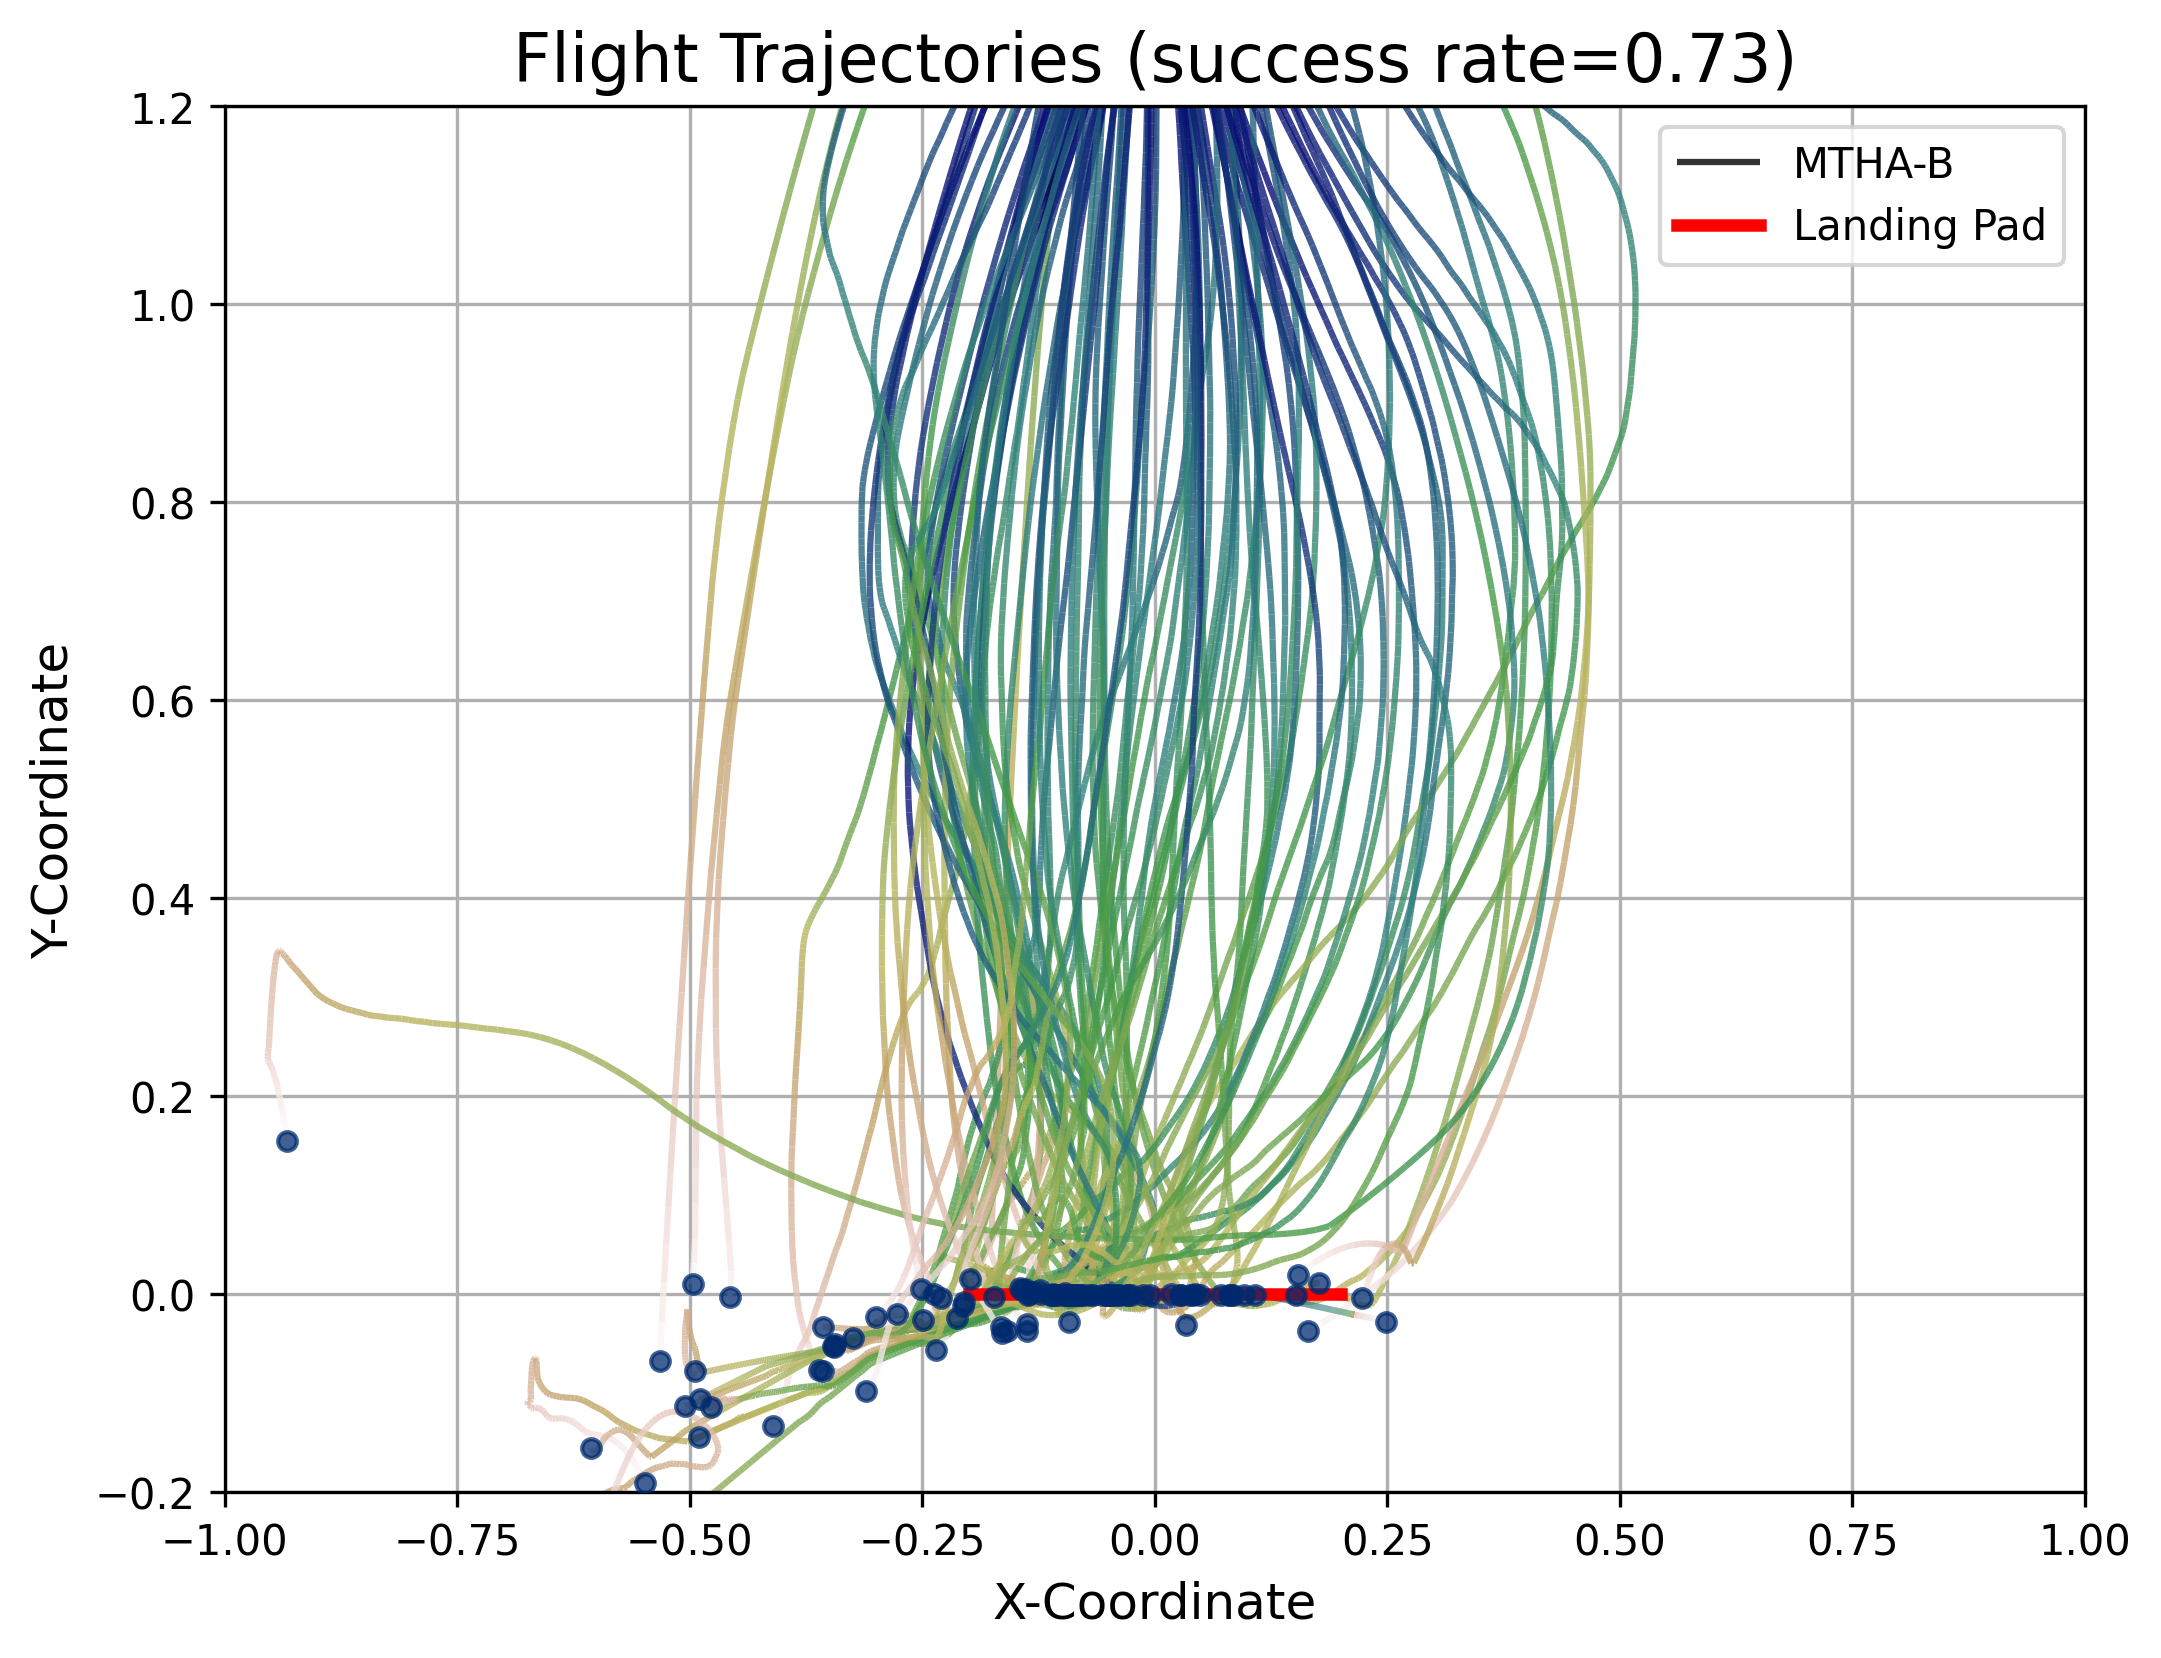 Flight Trajectories (success rate=0.73)
MTHA-B
Landing Pad
Y-Coordinate
1.2
1.0
0.8
0.6
0.4
0.2
0.0
−0.2
−1.00 −0.75 −0.50 −0.25 0.00 0.25 0.50 0.75 1.00
X-Coordinate